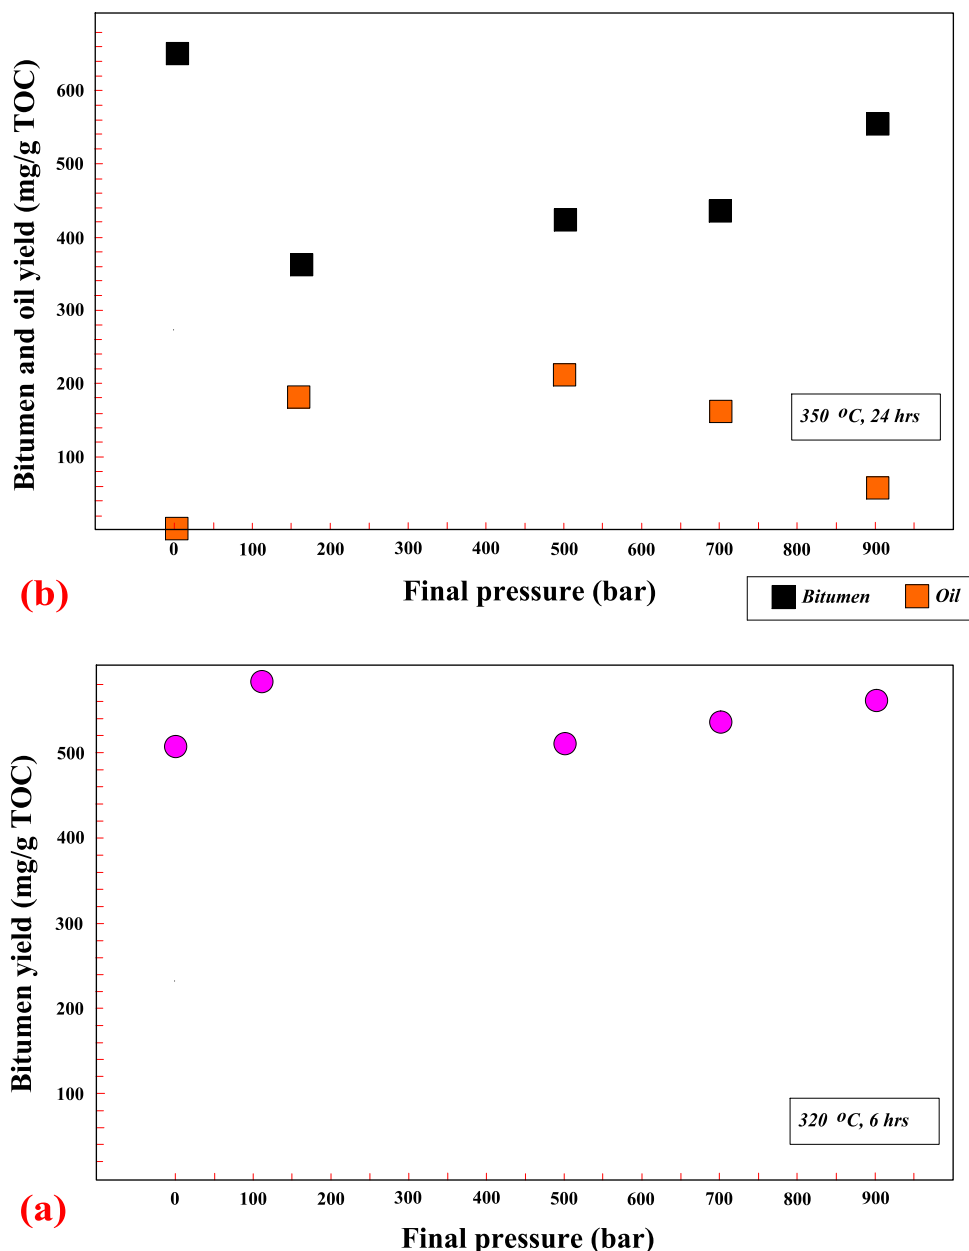 Bitumen and oil yield (mg/g TOC)
600
500
400
300
200
100
350 ºC, 24 hrs
0 100 200 300 400 500 600 700 800 900
(b)
Final pressure (bar)
Bitumen Oil
Bitumen yield (mg/g TOC)
500
400
300
200
100
320 ºC, 6 hrs
0 100 200 300 400 500 600 700 800 900
(a)
Final pressure (bar)